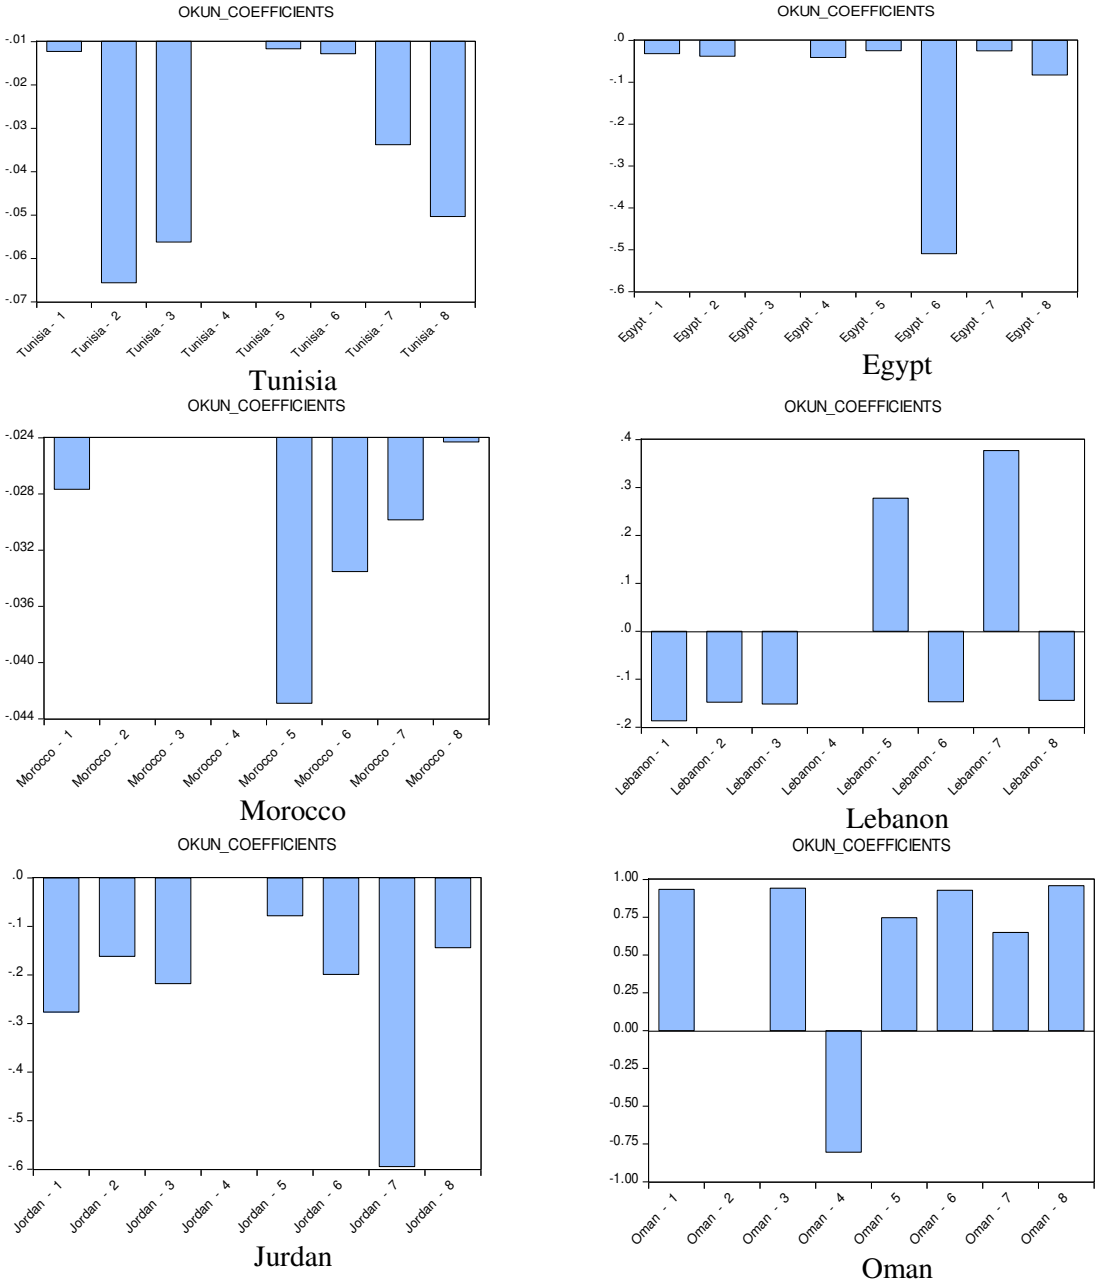 OKUN_COEFFICIENTS
-.01
-.02
-.03
-.04
-.05
-.06
-.07
Tunisia - 1
Tunisia - 2
Tunisia - 3
Tunisia - 4
Tunisia - 5
Tunisia - 6
Tunisia - 7
Tunisia - 8
Tunisia
OKUN_COEFFICIENTS
.0
-.1
-.2
-.3
-.4
-.5
-.6
Egypt - 1
Egypt - 2
Egypt - 3
Egypt - 4
Egypt - 5
Egypt - 6
Egypt - 7
Egypt - 8
Egypt
OKUN_COEFFICIENTS
-.024
-.028
-.032
-.036
-.040
-.044
Morocco - 1
Morocco - 2
Morocco - 3
Morocco - 4
Morocco - 5
Morocco - 6
Morocco - 7
Morocco - 8
Morocco
OKUN_COEFFICIENTS
.4
.3
.2
.1
.0
-.1
-.2
Lebanon - 1
Lebanon - 2
Lebanon - 3
Lebanon - 4
Lebanon - 5
Lebanon - 6
Lebanon - 7
Lebanon - 8
Lebanon
OKUN_COEFFICIENTS
.0
-.1
-.2
-.3
-.4
-.5
-.6
Jordan - 1
Jordan - 2
Jordan - 3
Jordan - 4
Jordan - 5
Jordan - 6
Jordan - 7
Jordan - 8
Jurdan
OKUN_COEFFICIENTS
1.00
0.75
0.50
0.25
0.00
-0.25
-0.50
-0.75
-1.00
Oman - 1
Oman - 2
Oman - 3
Oman - 4
Oman - 5
Oman - 6
Oman - 7
Oman - 8
Oman